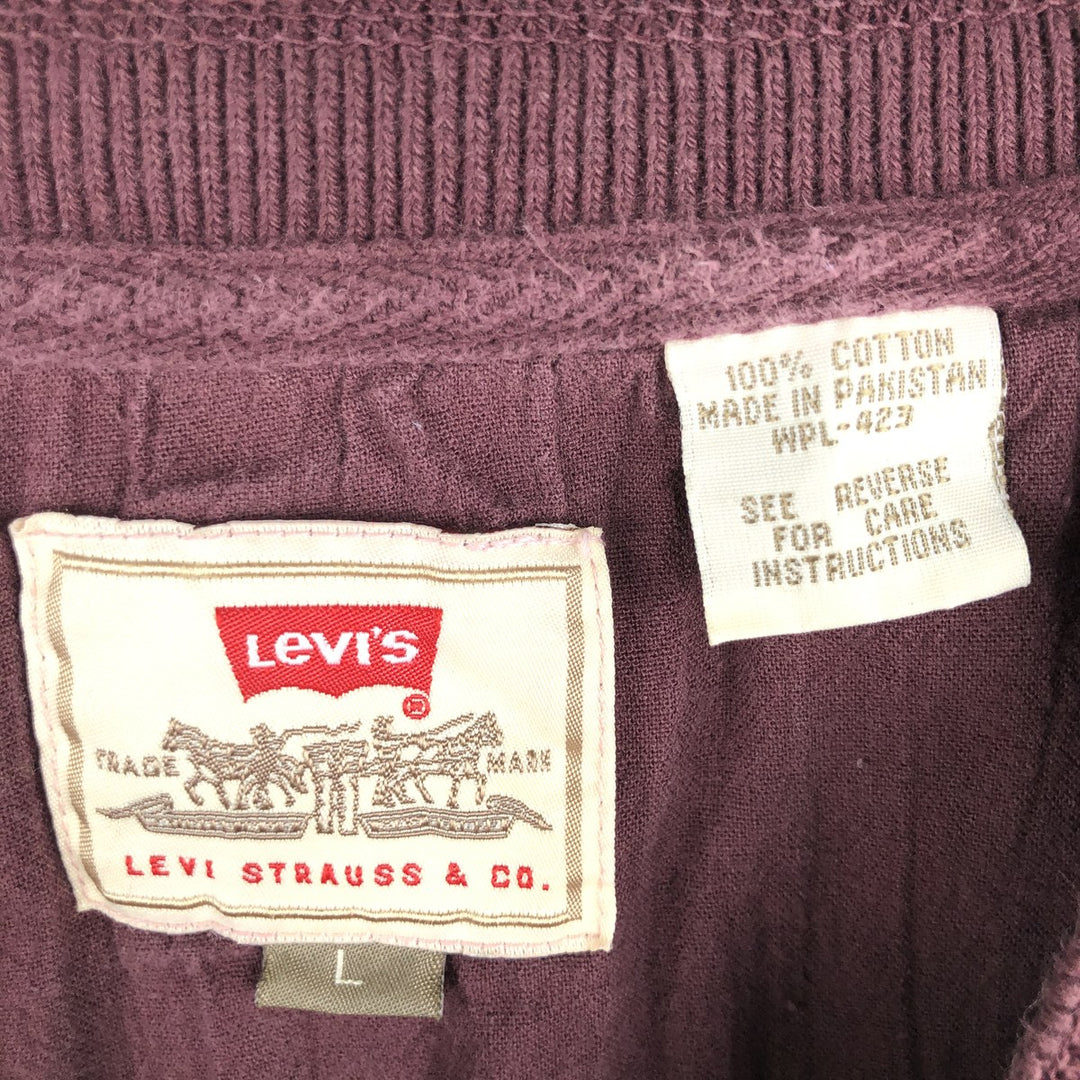 LEVI'S
®
TRADE MARK
LEVI STRAUSS & CO.
L
100% COTTON
MADE IN PAKISTAN
WPL-423
SEE REVERSE
FOR CARE
INSTRUCTIONS